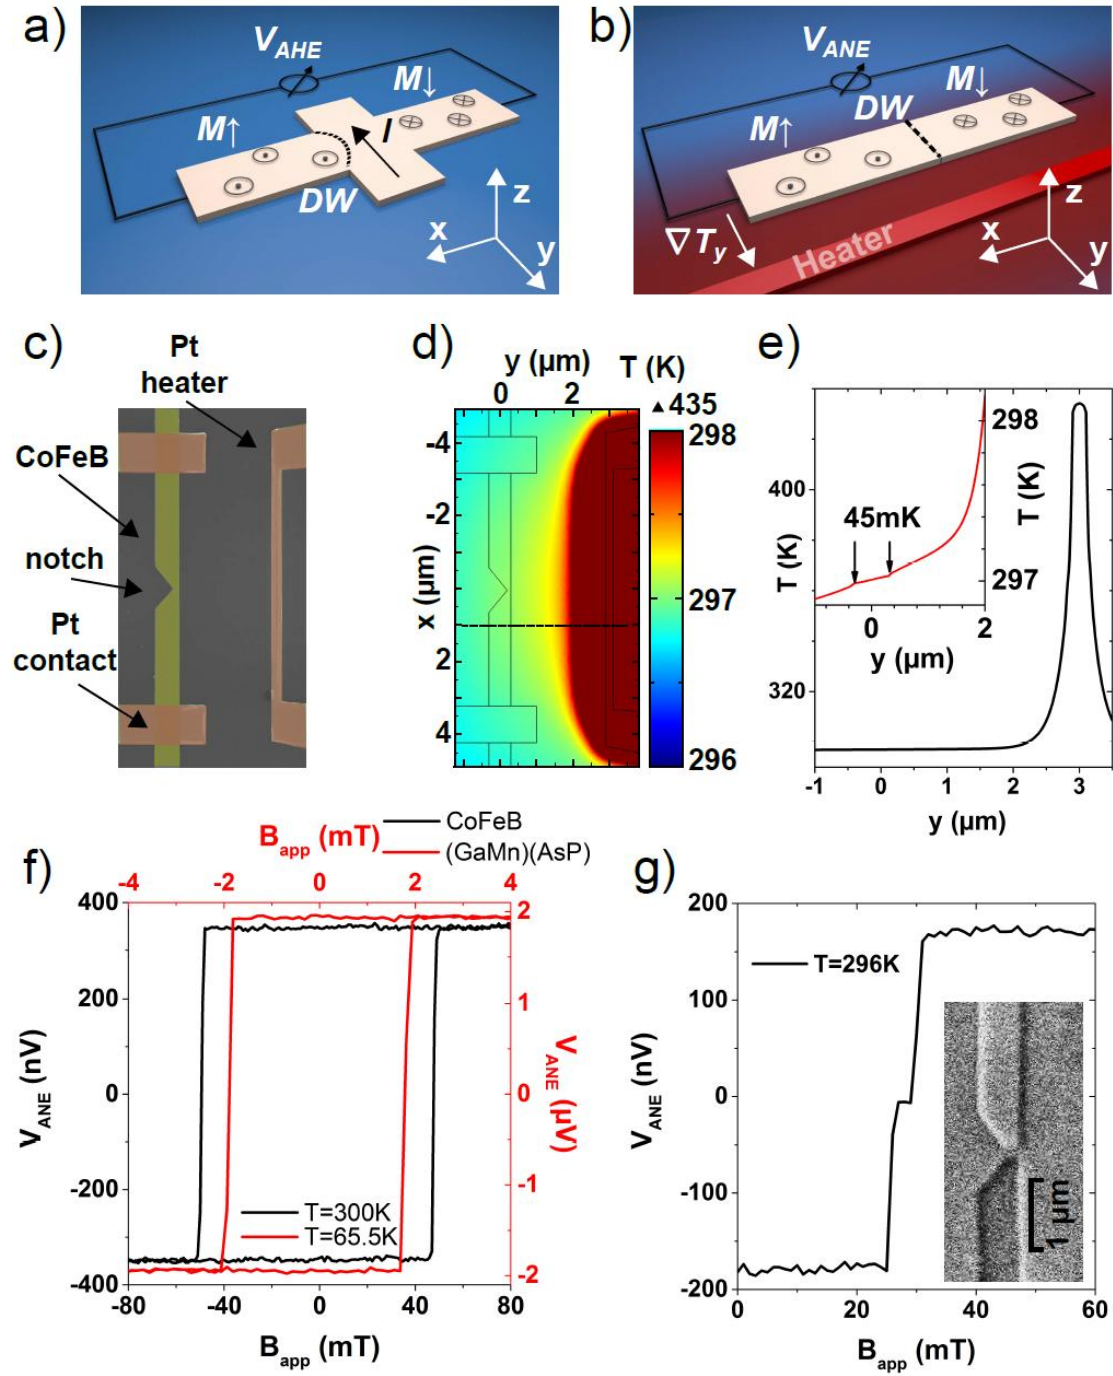 a)
V_AHE
M↓
M↑
I
DW
z
x
y
b)
V_ANE
M↓
DW
M↑
∇T_y
Heater
z
x
y
c)
Pt
heater
CoFeB
notch
Pt
contact
d)
y (μm)
T (K)
0 2
▲435
298
297
296
-4
-2
x (μm)
2
4
e)
298
T (K)
297
45mK
0 2
y (μm)
400
T (K)
320
-1 0 1 2 3
y (μm)
f)
B_app (mT)
CoFeB
(GaMn)(AsP)
-4 -2 0 2 4
400
200
0
-200
-400
V_ANE (nV)
2
1
0
-1
-2
V_ANE (μV)
T=300K
T=65.5K
-80 -40 0 40 80
B_app (mT)
g)
200
100
0
-100
-200
V_ANE (nV)
T=296K
1 μm
0 20 40 60
B_app (mT)